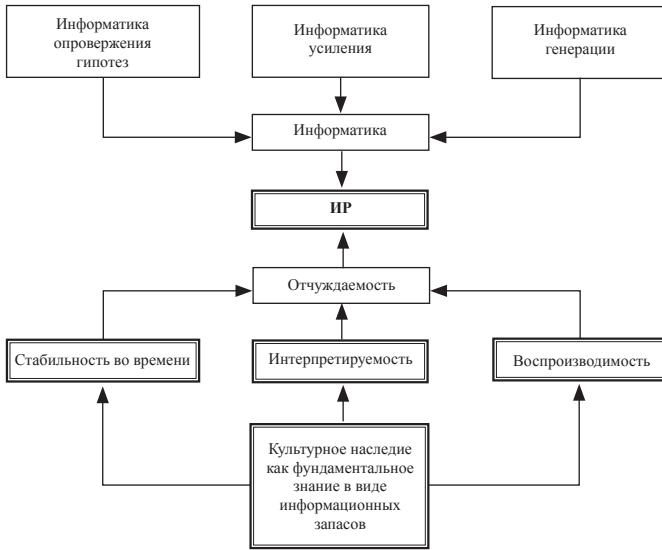 Информатика
опровержения
гипотез
Информатика
усиления
Информатика
генерации
Информатика
ИР
Отчуждаемость
Стабильность во времени
Интерпретируемость
Воспроизводимость
Культурное наследие
как фундаментальное
знание в виде
информационных
запасов